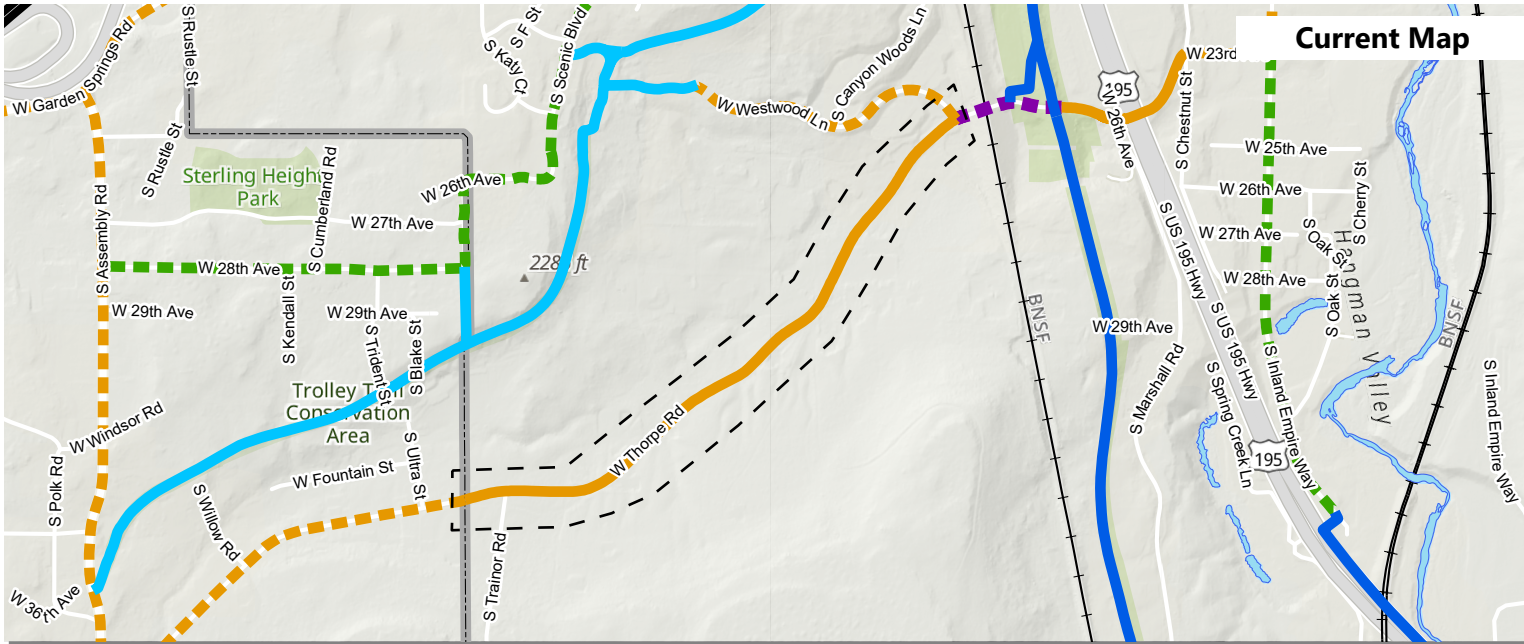 Current Map
S Rustle St
S F St
S Scenic Blvd
S Katy Ct
W Garden Springs Rd
S Canyon Woods Ln
W 23rd
195
W Westwood Ln
W 26th Ave
S Chestnut St
S Rustle St
Sterling Height
Park
S Cumberland Rd
W 26th Ave
W 25th Ave
W 26th Ave
S Cherry St
S Assembly Rd
W 27th Ave
W 27th Ave
S Oak St
W 28th Ave
W 28th Ave
228 ft
S US 195 Hwy
Hangman Valley
S Oak St
W 29th Ave
S Kendall St
W 29th Ave
S Trident St
S Blake St
BNSF
W 29th Ave
S US 195 Hwy
BNSF
S Marshall Rd
S Spring Creek Ln
S Inland Empire Way
S Inland Empire Way
Trolley Trail
Conservation
Area
W Windsor Rd
W Thorpe Rd
S Polk Rd
W Fountain St
S Ultra St
195
S Willow Rd
S Trainor Rd
W 36th Ave